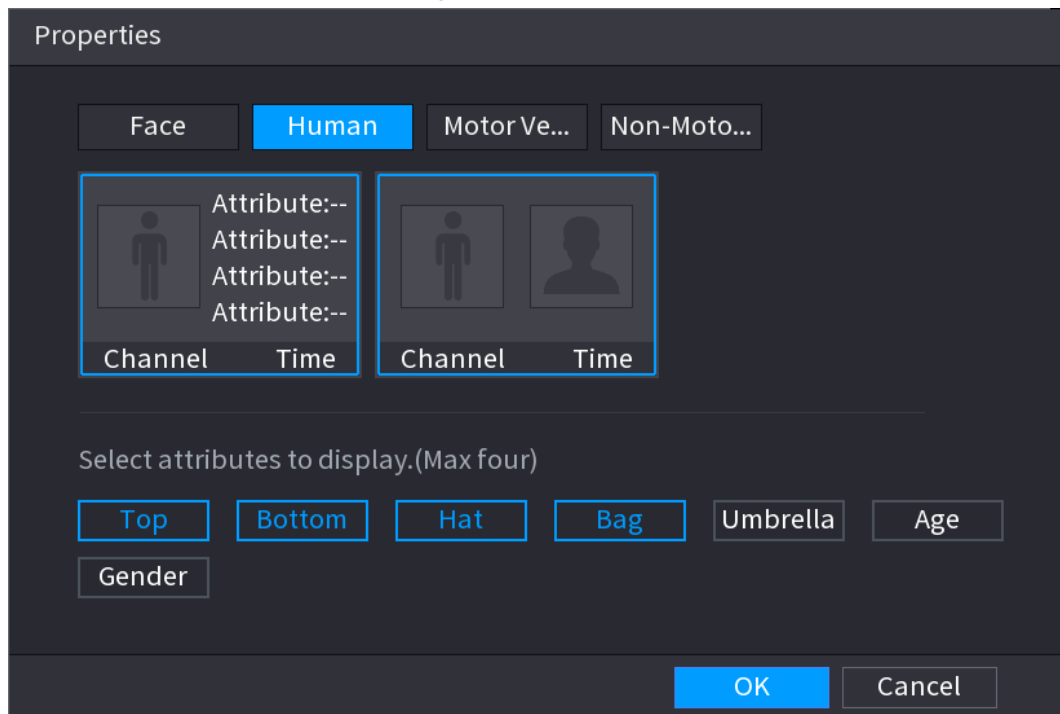 Properties
Face Human Motor Ve... Non-Moto...
Attribute:--
Attribute:--
Attribute:--
Attribute:--
Channel Time Channel Time
Select attributes to display.(Max four)
Top Bottom Hat Bag Umbrella Age
Gender
OK Cancel